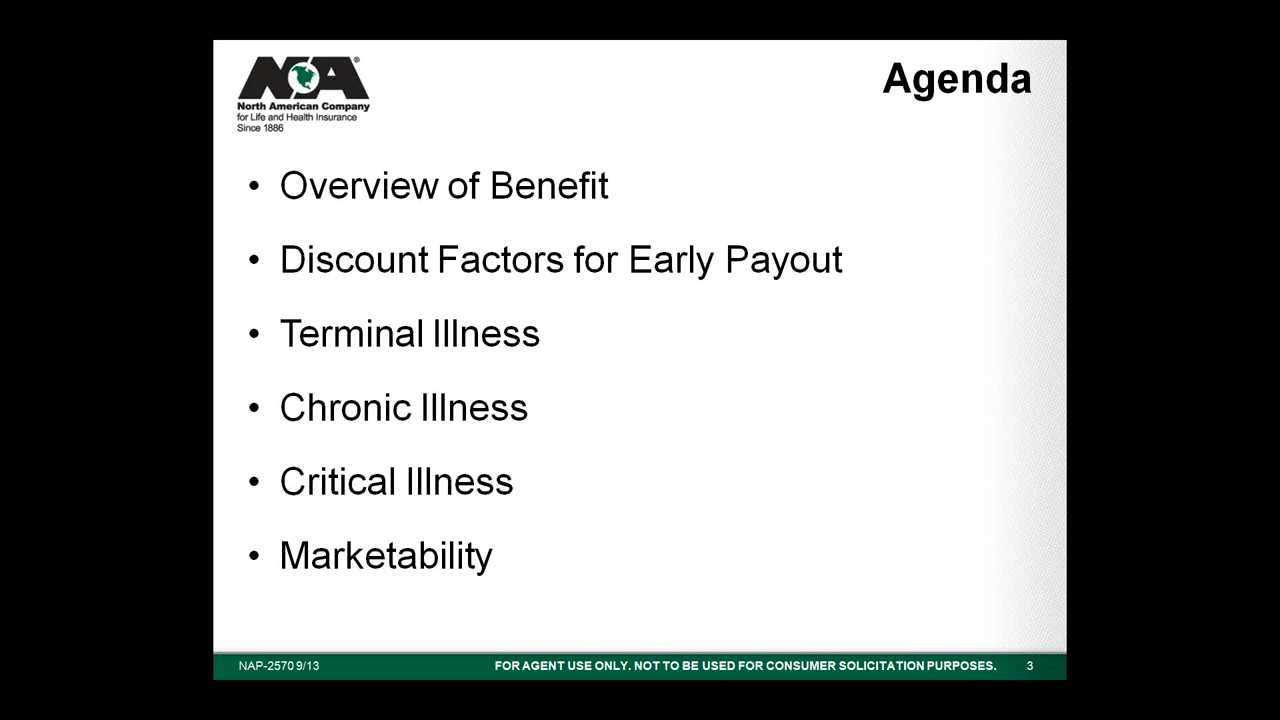 NA®
North American Company
for Life and Health Insurance
Since 1886
Agenda
• Overview of Benefit
• Discount Factors for Early Payout
• Terminal Illness
• Chronic Illness
• Critical Illness
• Marketability
NAP-2570 9/13 FOR AGENT USE ONLY. NOT TO BE USED FOR CONSUMER SOLICITATION PURPOSES. 3